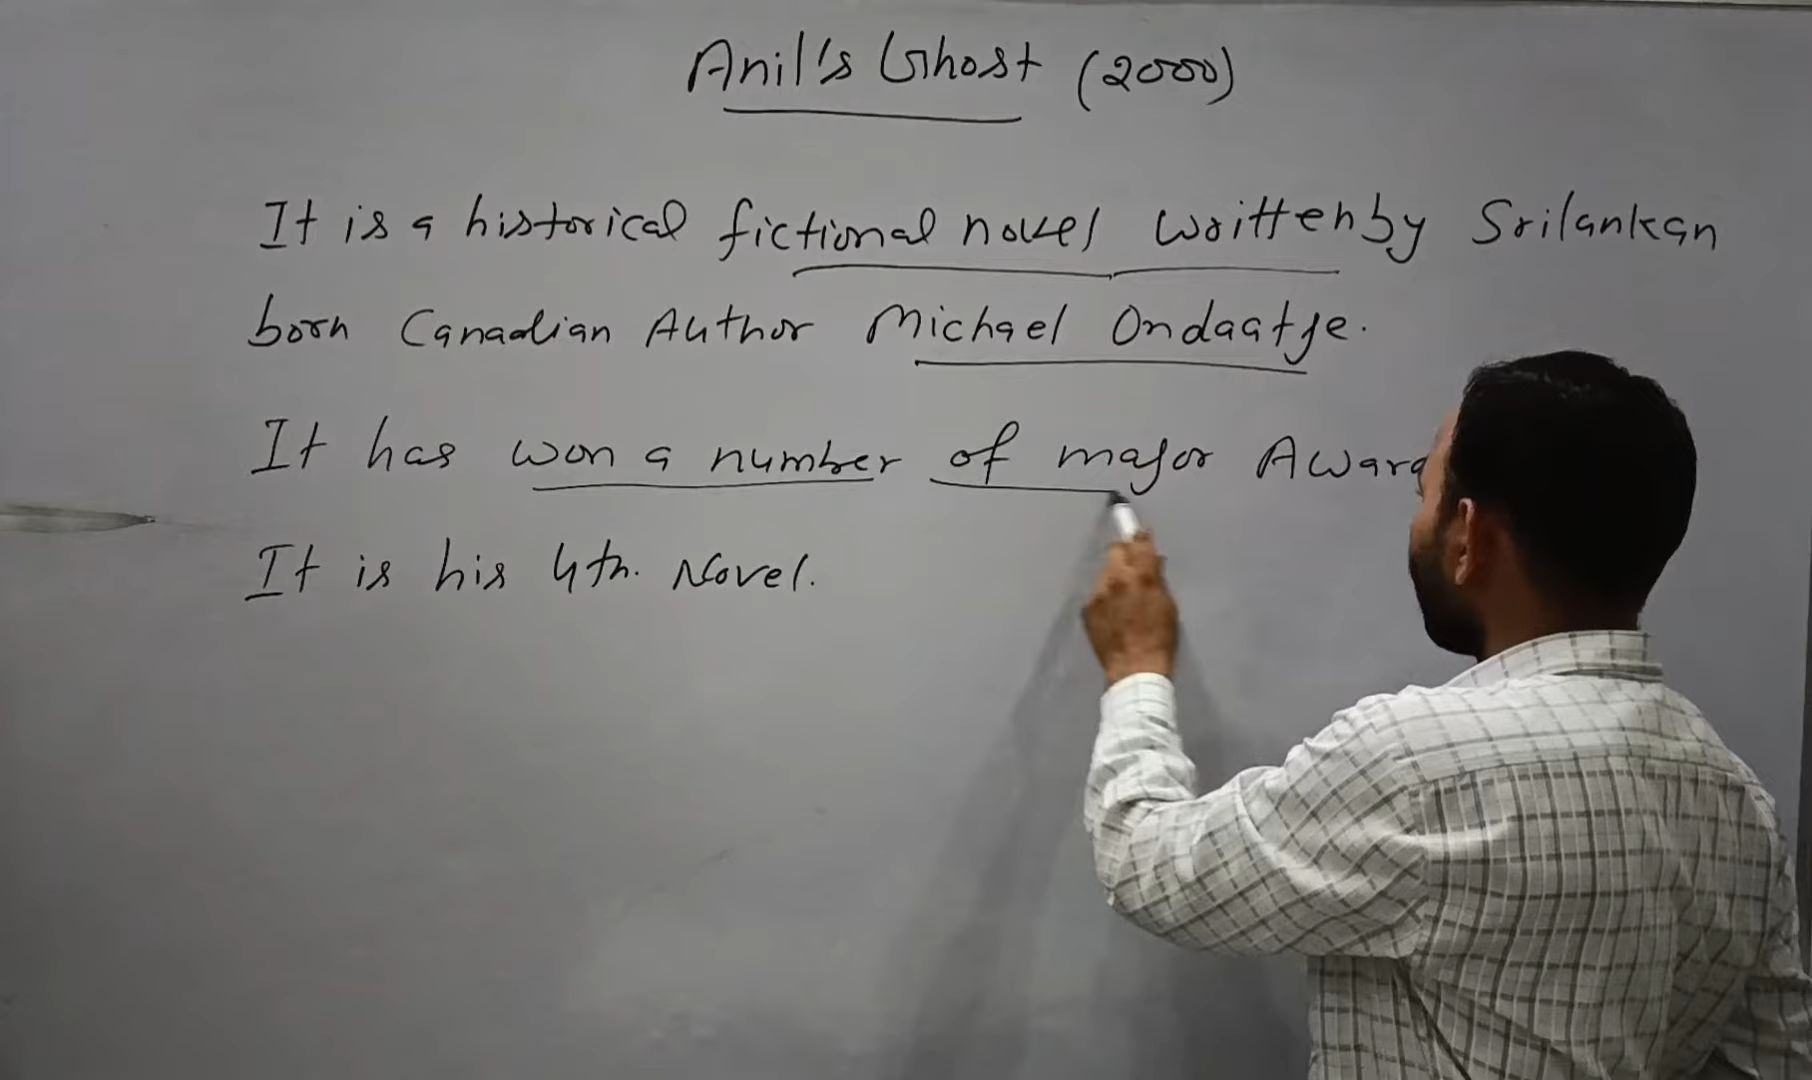 Anil's Ghost (2000)
It is a historical fictional novel written by Srilankan
born Canadian Author Michael Ondaatje.
It has won a number of major
It is his 4th. Novel.